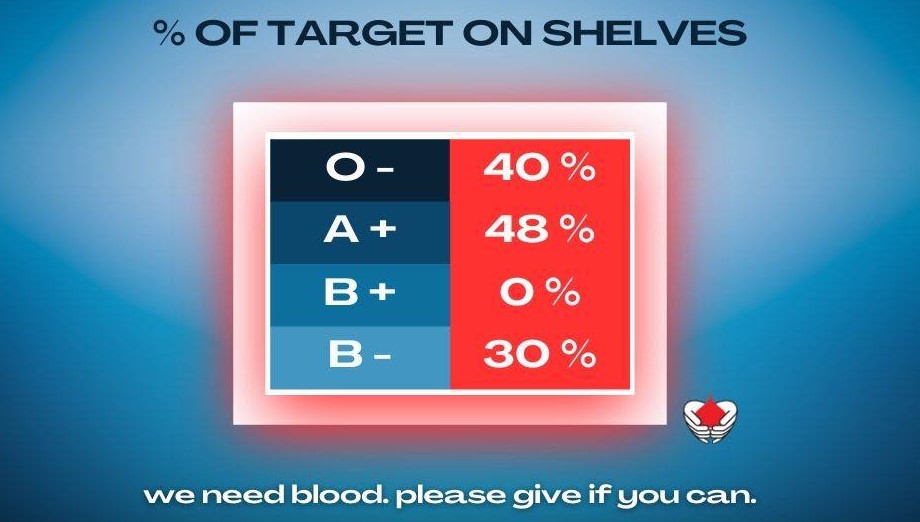 % OF TARGET ON SHELVES
O - 40 %
A + 48 %
B + 0 %
B - 30 %
we need blood. please give if you can.